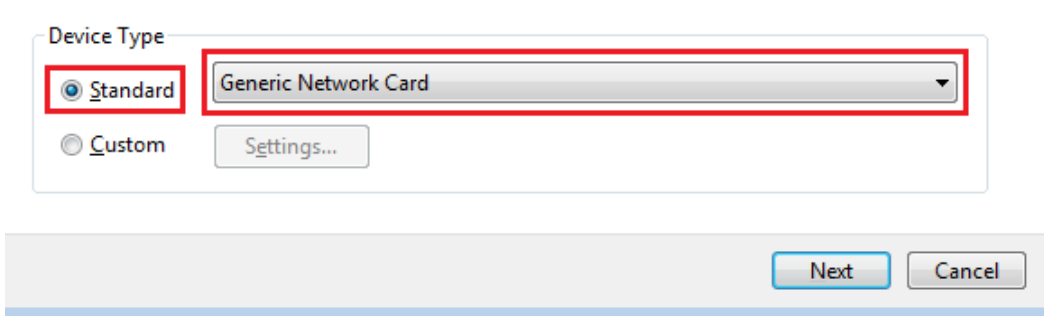 Device Type
Standard
Generic Network Card
Custom
Settings...
Next
Cancel